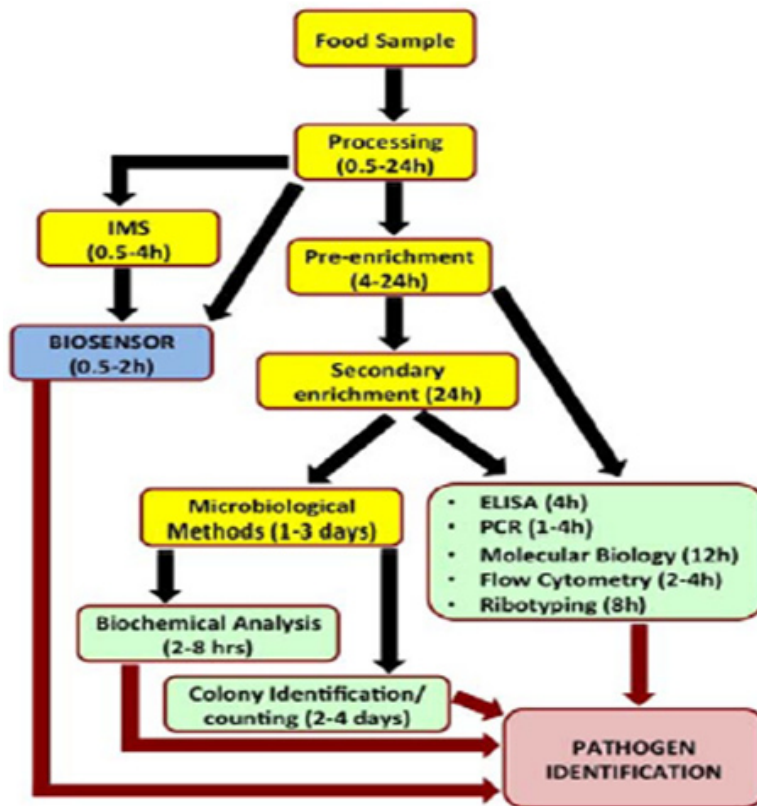 Food Sample
Processing
(0.5-24h)
IMS
(0.5-4h)
Pre-enrichment
(4-24h)
BIOSENSOR
(0.5-2h)
Secondary
enrichment (24h)
Microbiological
Methods (1-3 days)
• ELISA (4h)
• PCR (1-4h)
• Molecular Biology (12h)
• Flow Cytometry (2-4h)
• Ribotyping (8h)
Biochemical Analysis
(2-8 hrs)
Colony Identification/
counting (2-4 days)
PATHOGEN
IDENTIFICATION